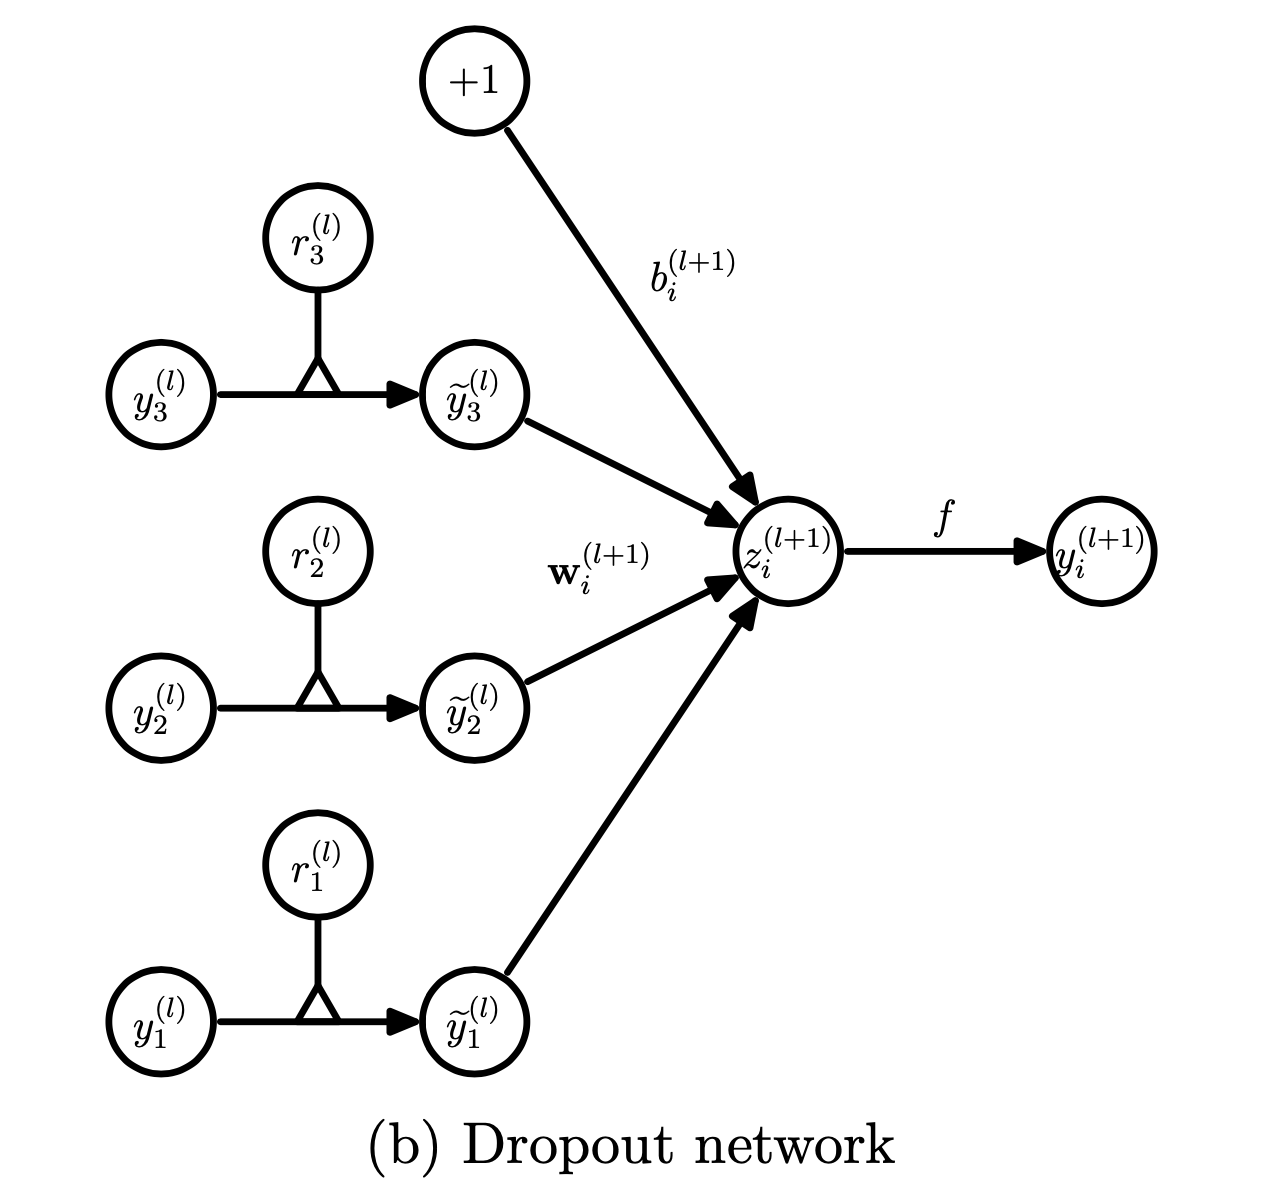 +1
r_3^{(l)}
b_i^{(l+1)}
y_3^{(l)}
\widetilde{y}_3^{(l)}
r_2^{(l)}
\mathbf{w}_i^{(l+1)}
z_i^{(l+1)}
f
y_i^{(l+1)}
y_2^{(l)}
\widetilde{y}_2^{(l)}
r_1^{(l)}
y_1^{(l)}
\widetilde{y}_1^{(l)}
(b) Dropout network